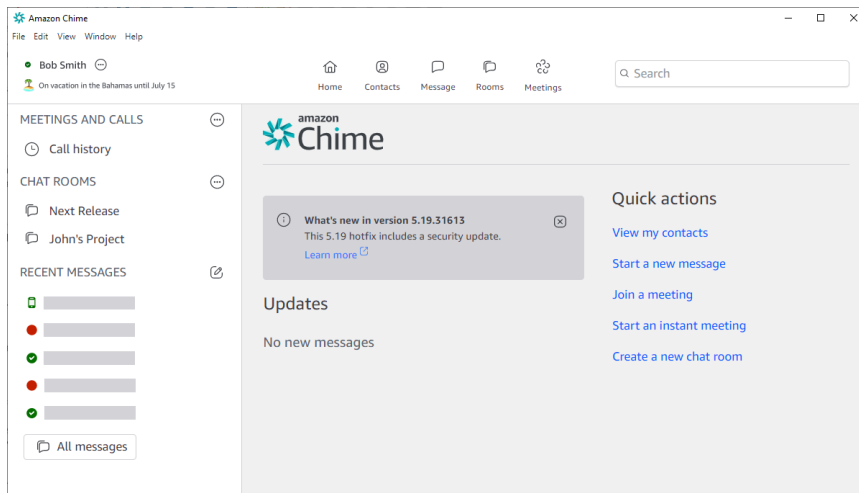 Amazon Chime
File Edit View Window Help
Bob Smith
On vacation in the Bahamas until July 15
Home Contacts Message Rooms Meetings
Search
MEETINGS AND CALLS
Call history
CHAT ROOMS
Next Release
John's Project
RECENT MESSAGES
All messages
amazon
Chime
What's new in version 5.19.31613
This 5.19 hotfix includes a security update.
Learn more
Updates
No new messages
Quick actions
View my contacts
Start a new message
Join a meeting
Start an instant meeting
Create a new chat room